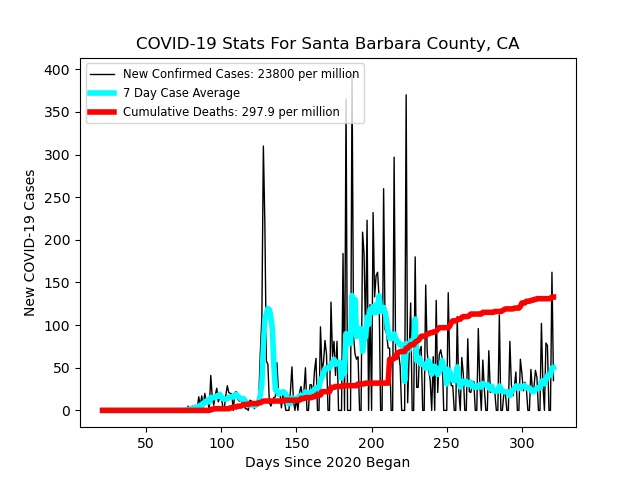 COVID-19 Stats For Santa Barbara County, CA
New Confirmed Cases: 23800 per million
7 Day Case Average
Cumulative Deaths: 297.9 per million
New COVID-19 Cases
400
350
300
250
200
150
100
50
0
50 100 150 200 250 300
Days Since 2020 Began